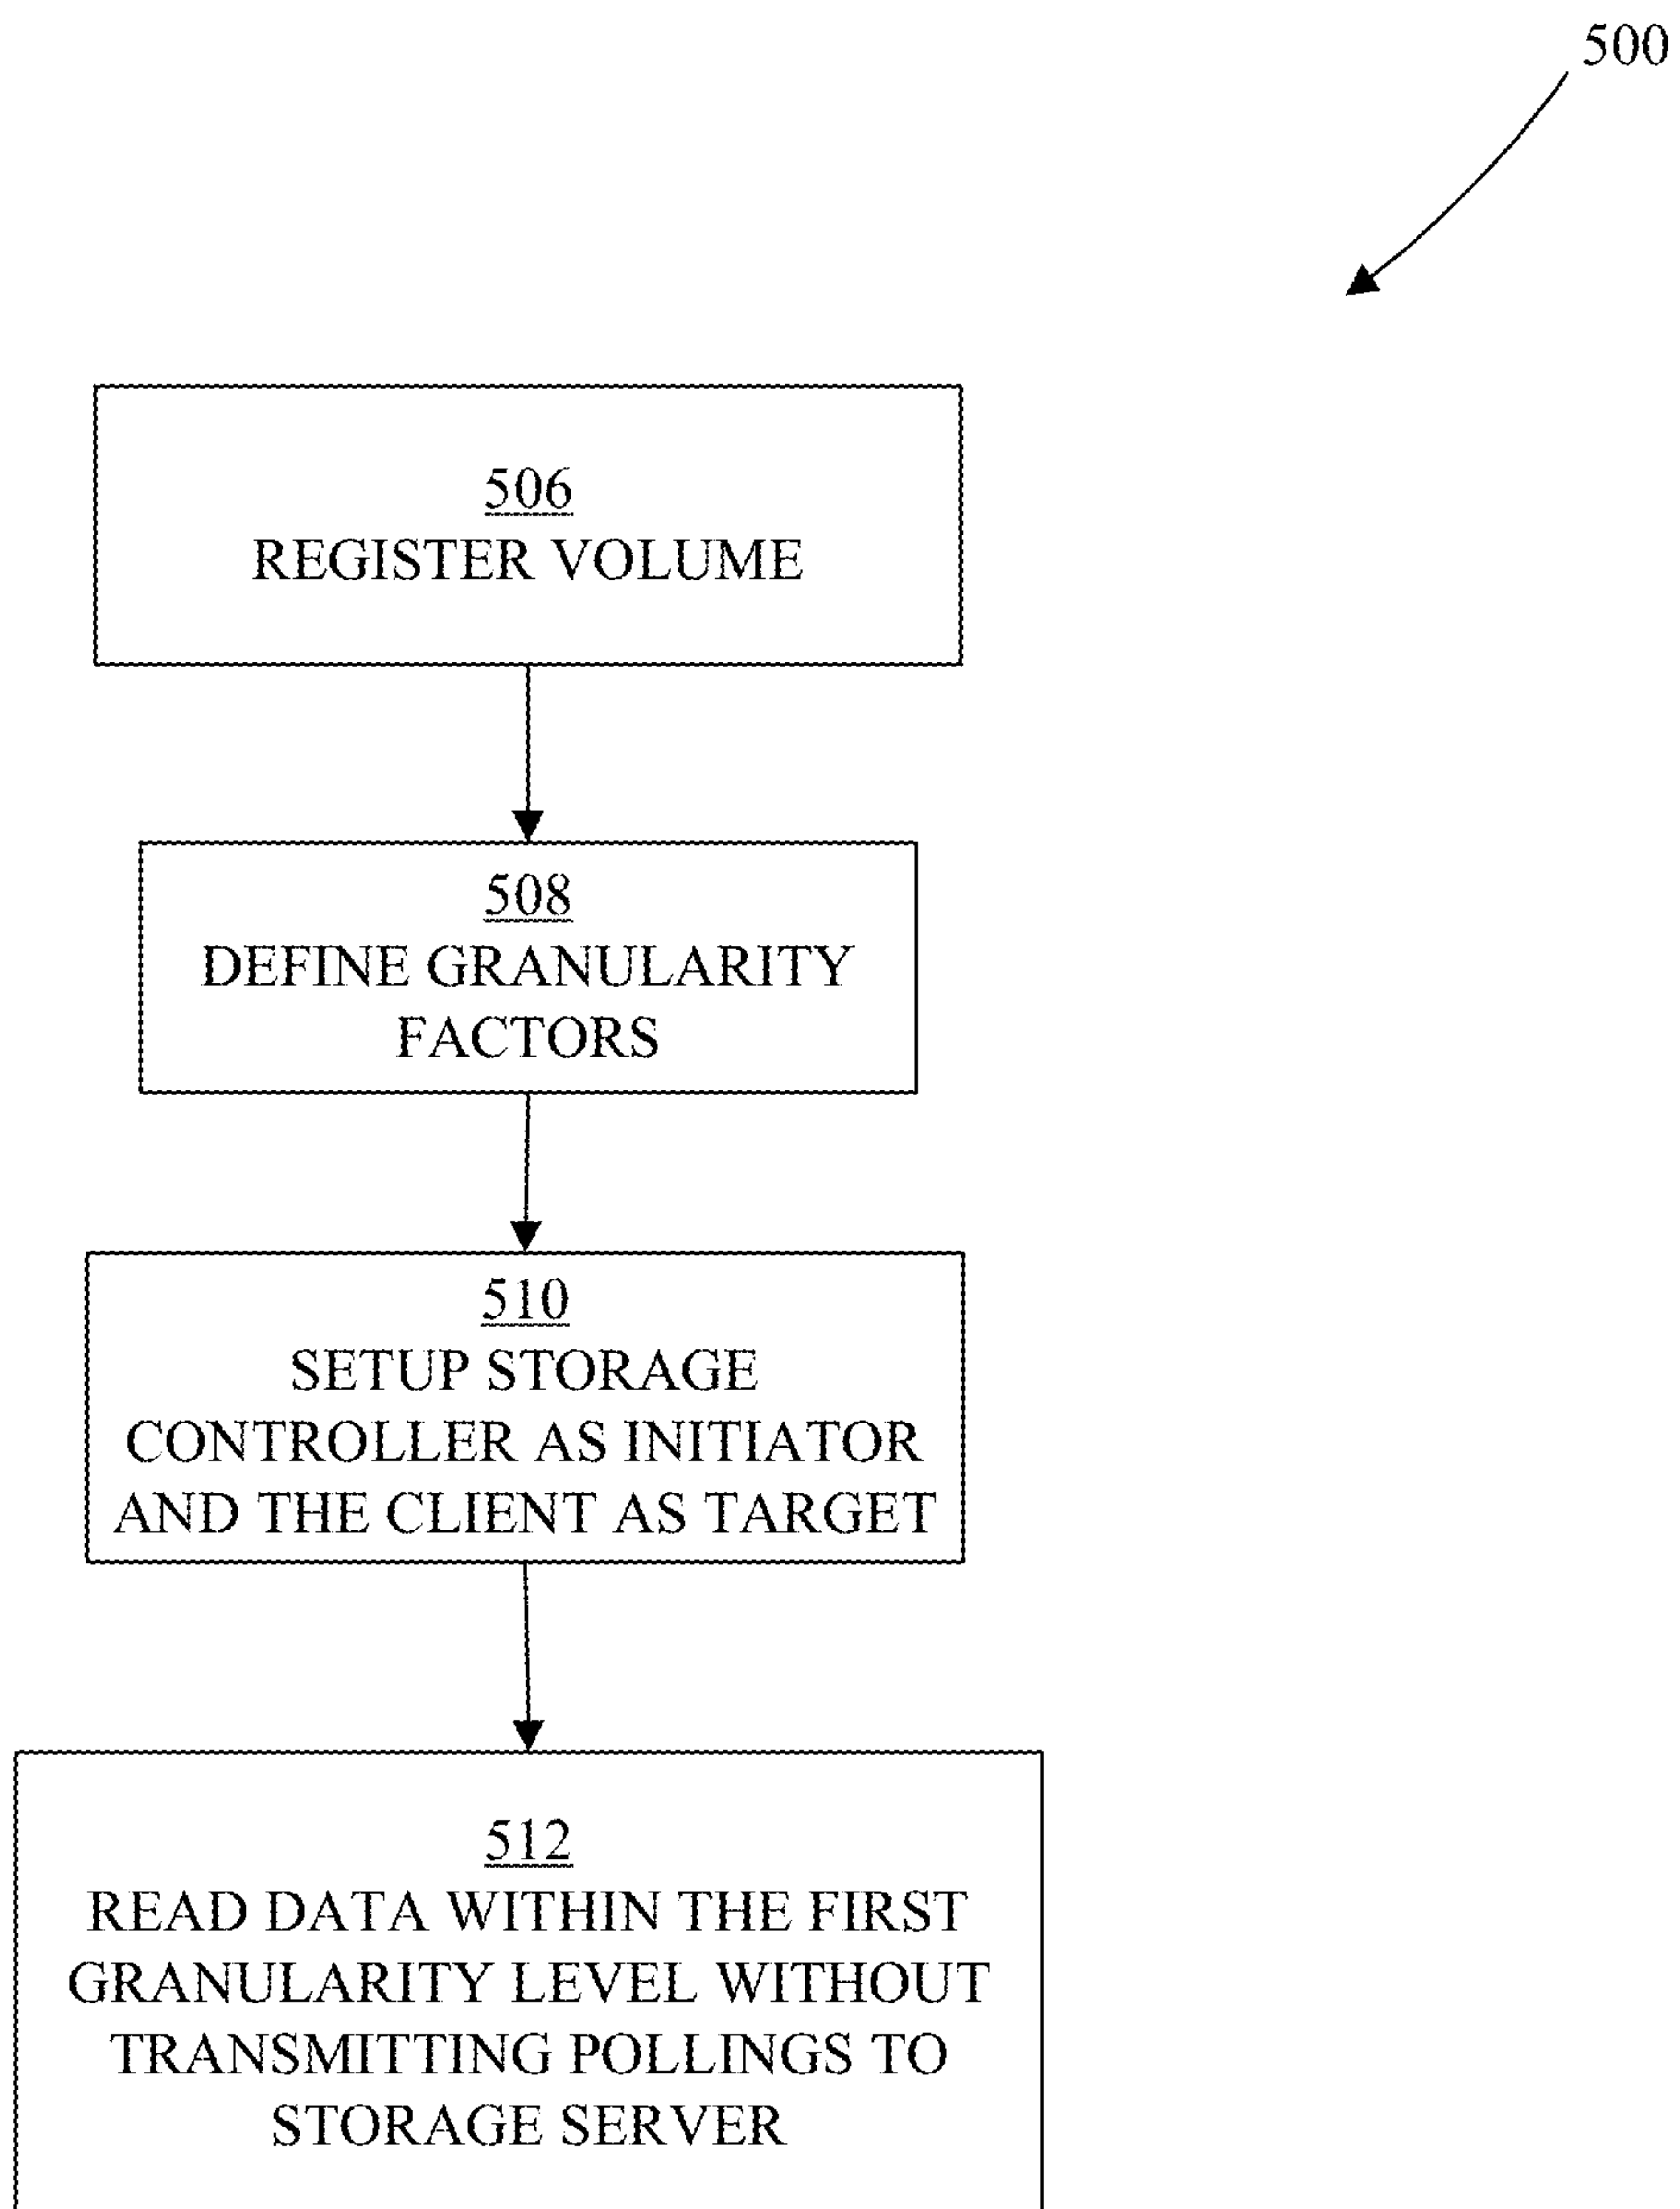 500
506
REGISTER VOLUME
508
DEFINE GRANULARITY
FACTORS
510
SETUP STORAGE
CONTROLLER AS INITIATOR
AND THE CLIENT AS TARGET
512
READ DATA WITHIN THE FIRST
GRANULARITY LEVEL WITHOUT
TRANSMITTING POLLINGS TO
STORAGE SERVER